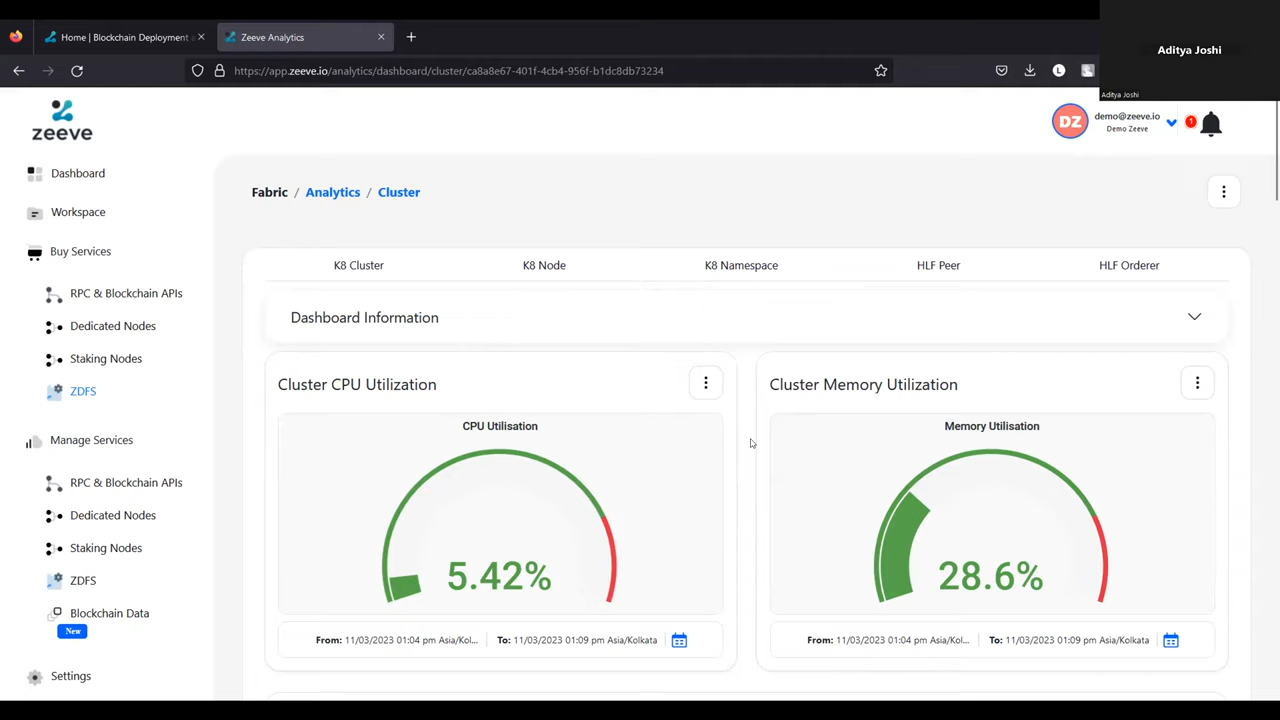 Home | Blockchain Deployment
Zeeve Analytics
https://app.zeeve.io/analytics/dashboard/cluster/ca8a8e67-401f-4cb4-956f-b1dc8db73234
L
Aditya Joshi
Aditya Joshi
zeeve
DZ
demo@zeeve.io
Demo Zeeve
1
Dashboard
Workspace
Buy Services
RPC & Blockchain APIs
Dedicated Nodes
Staking Nodes
ZDFS
Manage Services
RPC & Blockchain APIs
Dedicated Nodes
Staking Nodes
ZDFS
Blockchain Data
New
Settings
Fabric / Analytics / Cluster
K8 Cluster K8 Node K8 Namespace HLF Peer HLF Orderer
Dashboard Information
Cluster CPU Utilization
CPU Utilisation
5.42%
From: 11/03/2023 01:04 pm Asia/Kol... To: 11/03/2023 01:09 pm Asia/Kolkata
Cluster Memory Utilization
Memory Utilisation
28.6%
From: 11/03/2023 01:04 pm Asia/Kol... To: 11/03/2023 01:09 pm Asia/Kolkata